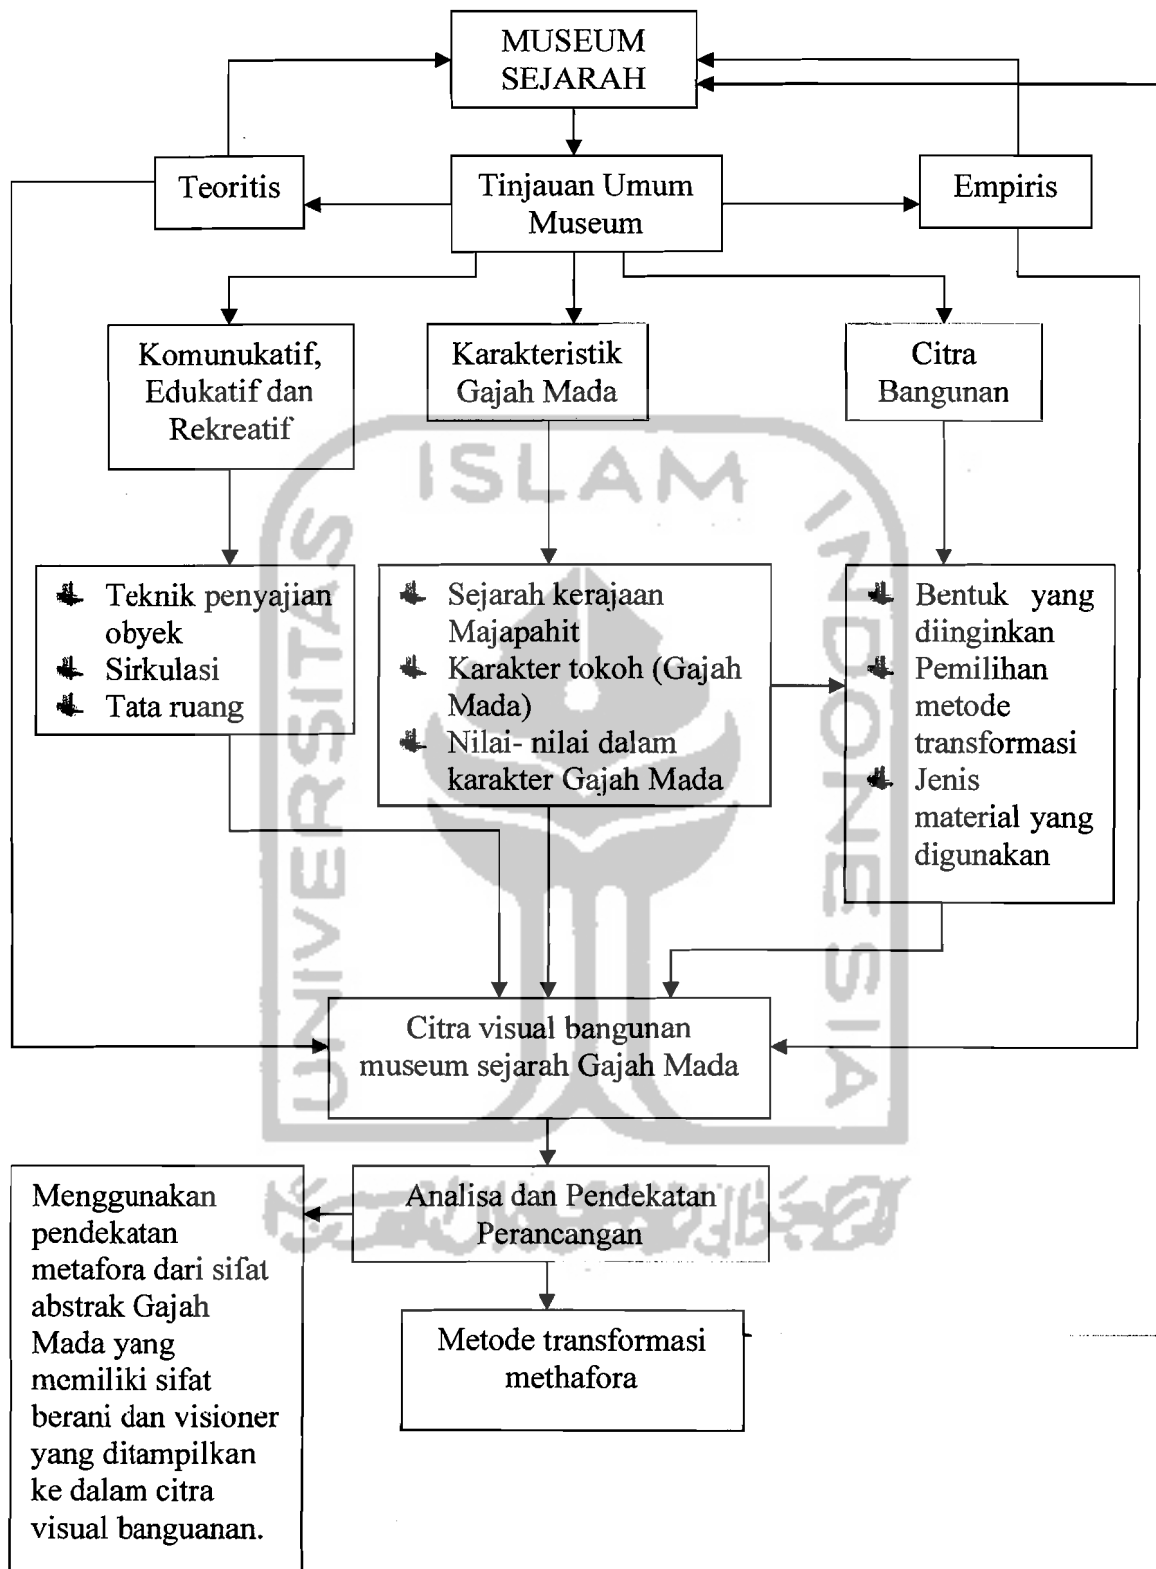 MUSEUM
SEJARAH
Teoritis
Tinjauan Umum
Museum
Empiris
Komunukatif,
Edukatif dan
Rekreatif
Karakteristik
Gajah Mada
Citra
Bangunan
Teknik penyajian
obyek
Sirkulasi
Tata ruang
Sejarah kerajaan
Majapahit
Karakter tokoh (Gajah
Mada)
Nilai- nilai dalam
karakter Gajah Mada
Bentuk yang
diinginkan
Pemilihan
metode
transformasi
Jenis
material yang
digunakan
Citra visual bangunan
museum sejarah Gajah Mada
Analisa dan Pendekatan
Perancangan
Menggunakan
pendekatan
metafora dari sifat
abstrak Gajah
Mada yang
memiliki sifat
berani dan visioner
yang ditampilkan
ke dalam citra
visual banguanan.
Metode transformasi
methafora
UNIVERSITAS
ISLAM
INDONESIA